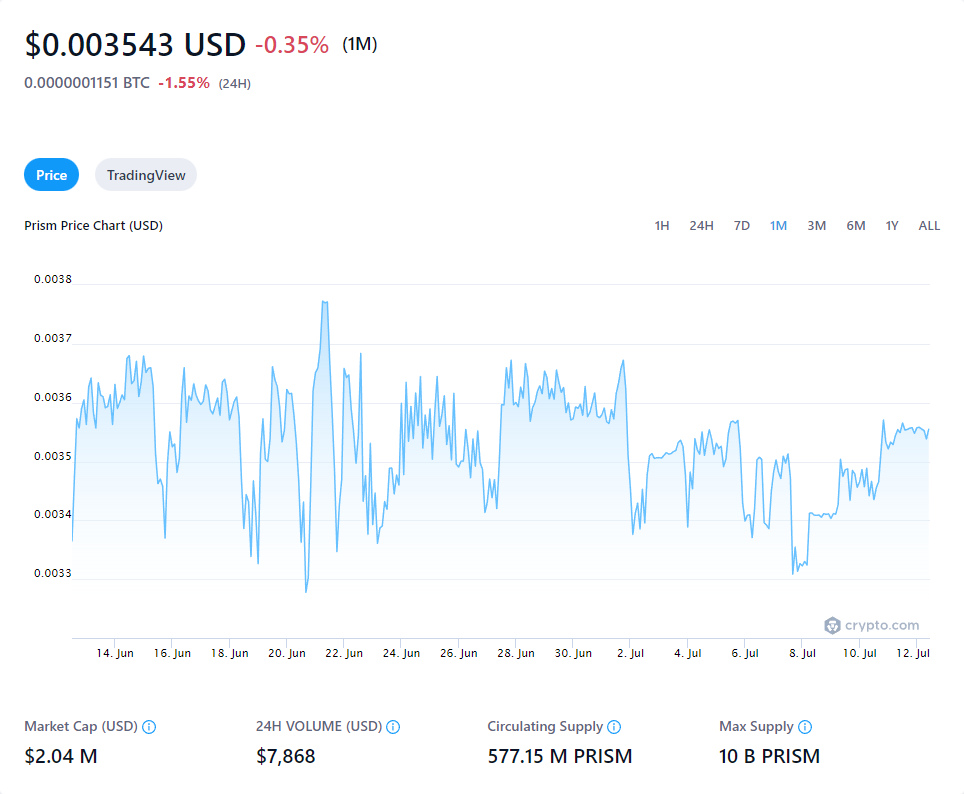 $0.003543 USD -0.35% (1M)
0.0000001151 BTC -1.55% (24H)
Price TradingView
Prism Price Chart (USD) 1H 24H 7D 1M 3M 6M 1Y ALL
0.0038
0.0037
0.0036
0.0035
0.0034
0.0033
crypto.com
14. Jun 16. Jun 18. Jun 20. Jun 22. Jun 24. Jun 26. Jun 28. Jun 30. Jun 2. Jul 4. Jul 6. Jul 8. Jul 10. Jul 12. Jul
Market Cap (USD) 24H VOLUME (USD) Circulating Supply Max Supply
$2.04 M $7,868 577.15 M PRISM 10 B PRISM